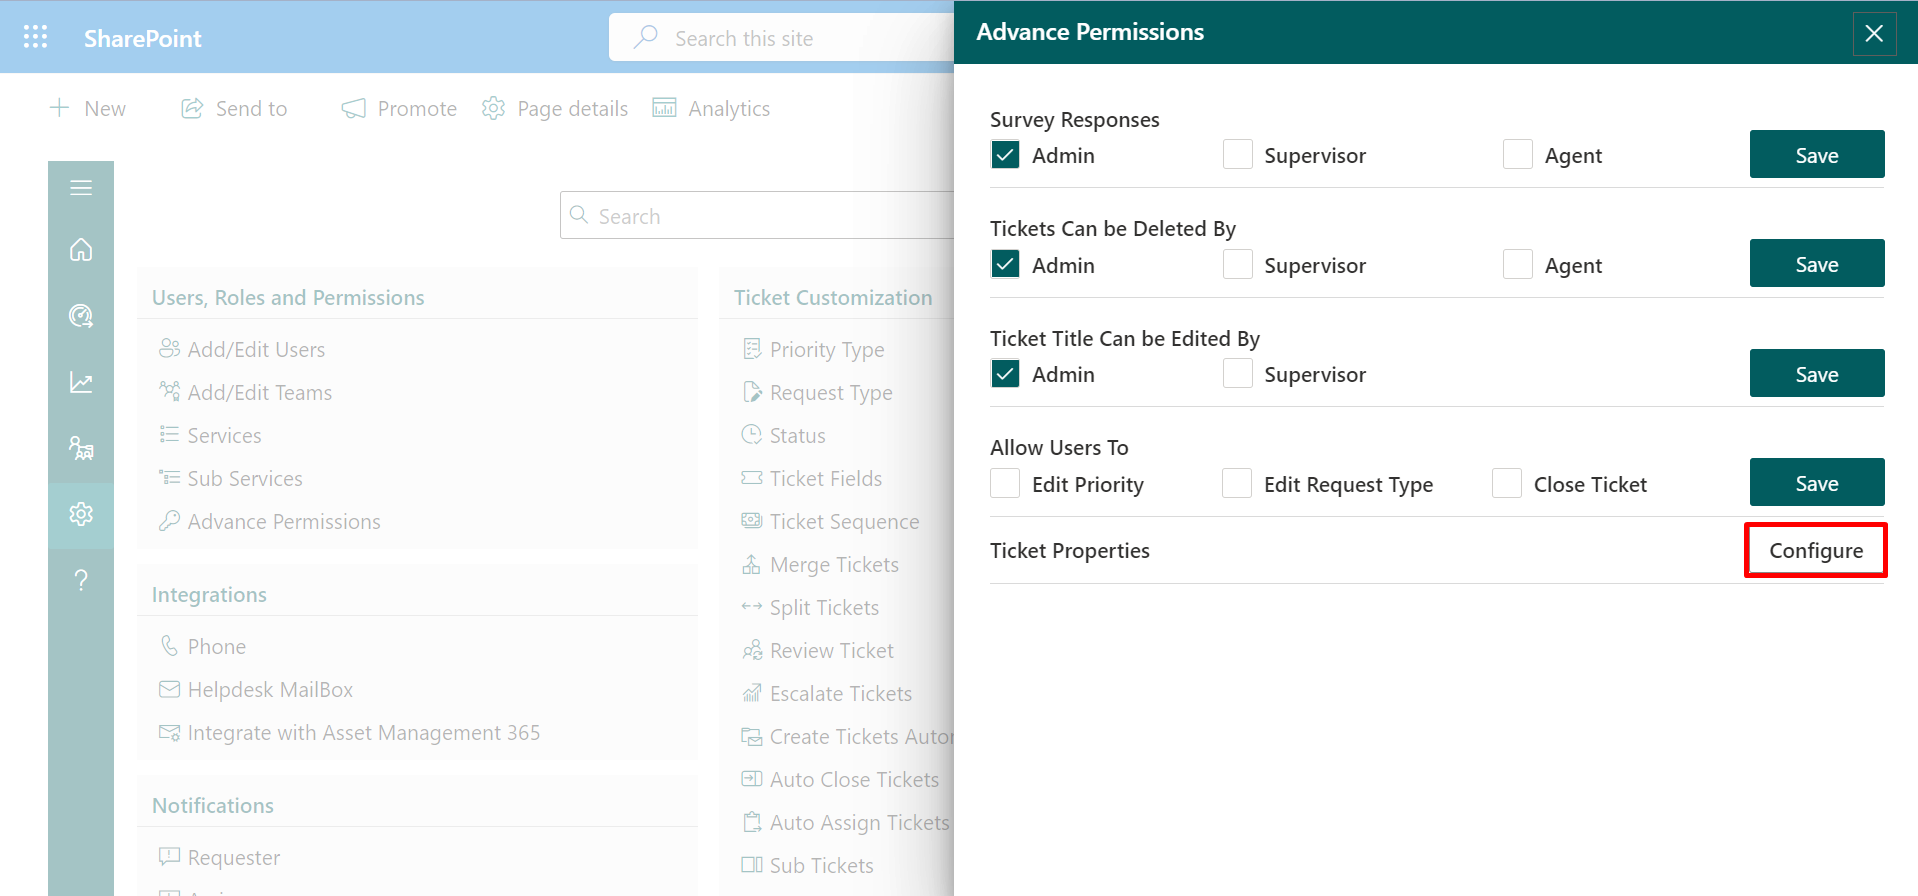 SharePoint
Search this site
New
Send to
Promote
Page details
Analytics
Search
Users, Roles and Permissions
Add/Edit Users
Add/Edit Teams
Services
Sub Services
Advance Permissions
Integrations
Phone
Helpdesk MailBox
Integrate with Asset Management 365
Notifications
Requester
Ticket Customization
Priority Type
Request Type
Status
Ticket Fields
Ticket Sequence
Merge Tickets
Split Tickets
Review Ticket
Escalate Tickets
Create Tickets
Auto Close Tickets
Auto Assign Tickets
Sub Tickets
Advance Permissions
Survey Responses
Admin Supervisor Agent Save
Tickets Can be Deleted By
Admin Supervisor Agent Save
Ticket Title Can be Edited By
Admin Supervisor Save
Allow Users To
Edit Priority Edit Request Type Close Ticket Save
Ticket Properties Configure